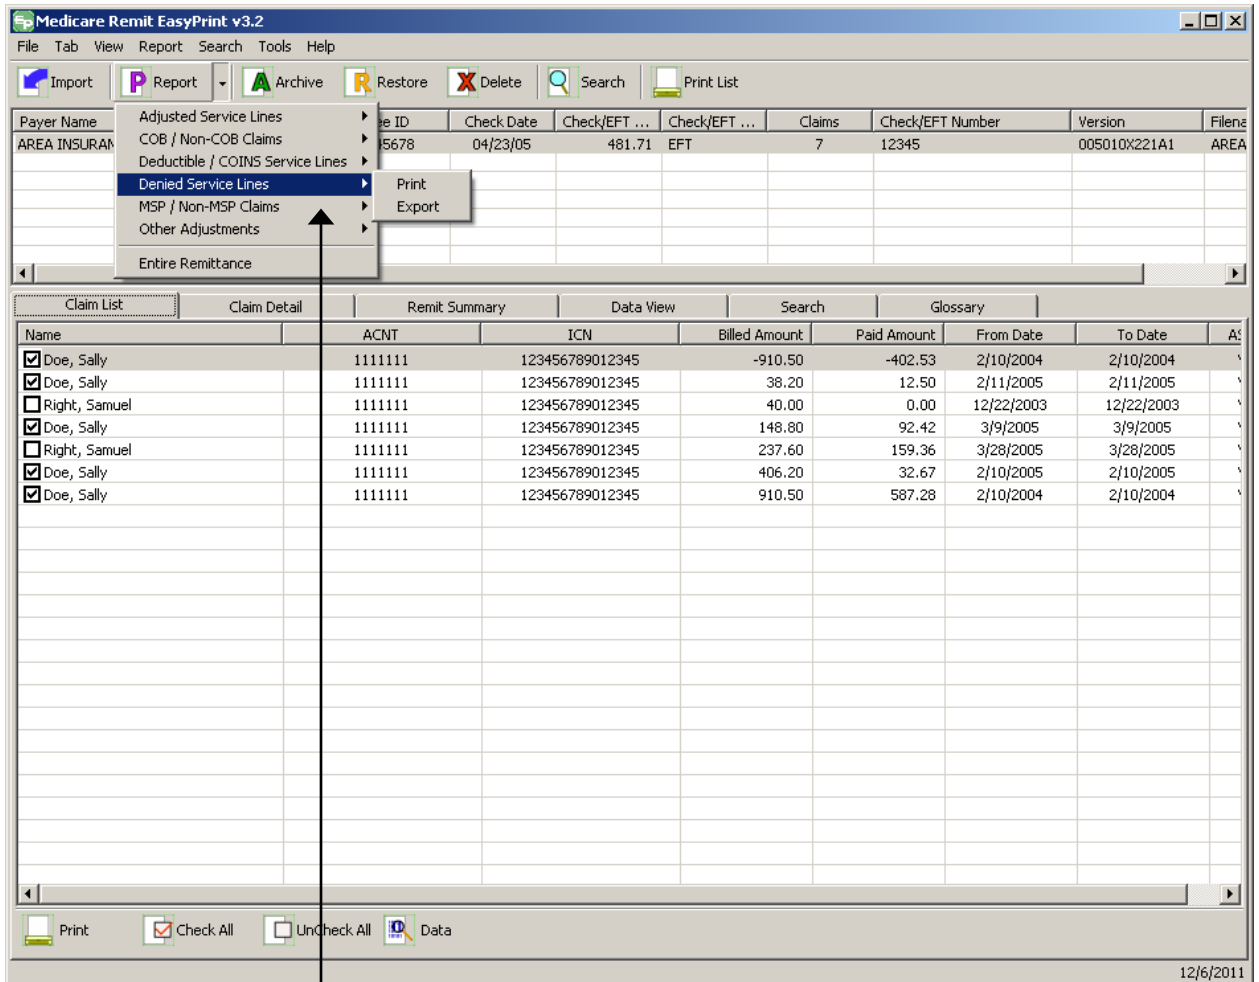 Medicare Remit EasyPrint v3.2
File Tab View Report Search Tools Help
Import P Report A Archive R Restore X Delete Search Print List
Payer Name ee ID Check Date Check/EFT ... Check/EFT ... Claims Check/EFT Number Version Filena
AREA INSURAN 45678 04/23/05 481.71 EFT 7 12345 005010X221A1 AREA
Adjusted Service Lines
COB / Non-COB Claims
Deductible / COINS Service Lines
Denied Service Lines
MSP / Non-MSP Claims
Other Adjustments
Entire Remittance
Print
Export
Claim List Claim Detail Remit Summary Data View Search Glossary
Name ACNT ICN Billed Amount Paid Amount From Date To Date AS
Doe, Sally 1111111 123456789012345 -910.50 -402.53 2/10/2004 2/10/2004
Doe, Sally 1111111 123456789012345 38.20 12.50 2/11/2005 2/11/2005
Right, Samuel 1111111 123456789012345 40.00 0.00 12/22/2003 12/22/2003
Doe, Sally 1111111 123456789012345 148.80 92.42 3/9/2005 3/9/2005
Right, Samuel 1111111 123456789012345 237.60 159.36 3/28/2005 3/28/2005
Doe, Sally 1111111 123456789012345 406.20 32.67 2/10/2005 2/10/2005
Doe, Sally 1111111 123456789012345 910.50 587.28 2/10/2004 2/10/2004
Print Check All UnCheck All Data
12/6/2011